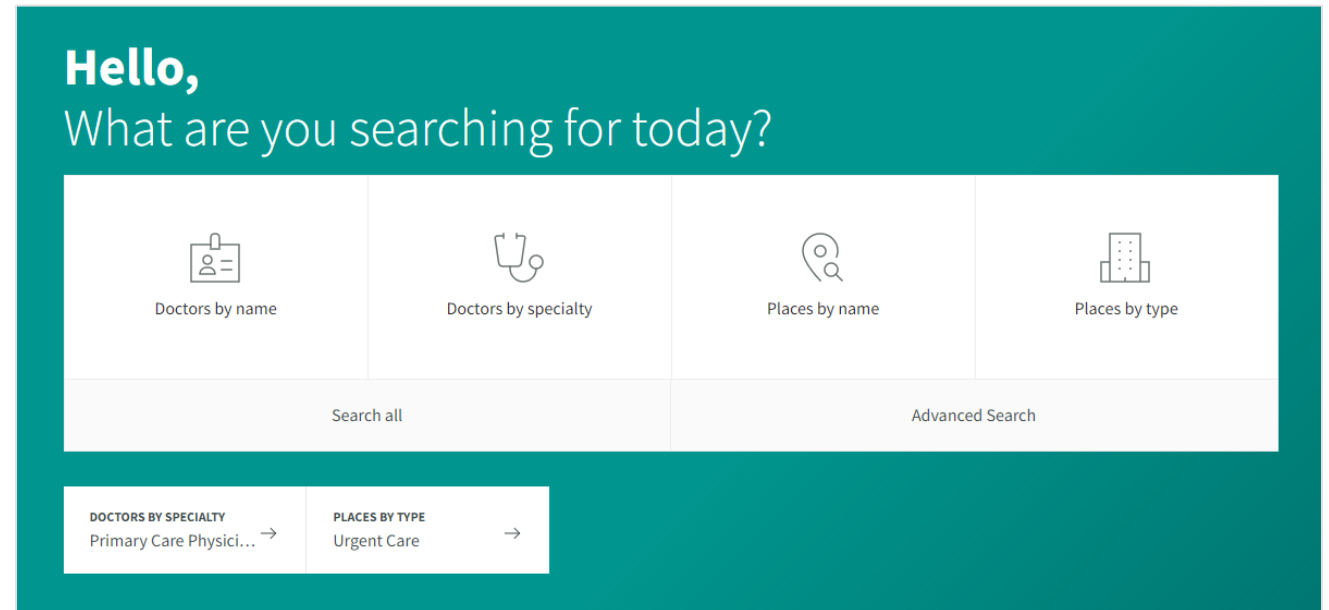 Hello,
What are you searching for today?
Doctors by name
Doctors by specialty
Places by name
Places by type
Search all
Advanced Search
DOCTORS BY SPECIALTY
Primary Care Physici...
PLACES BY TYPE
Urgent Care